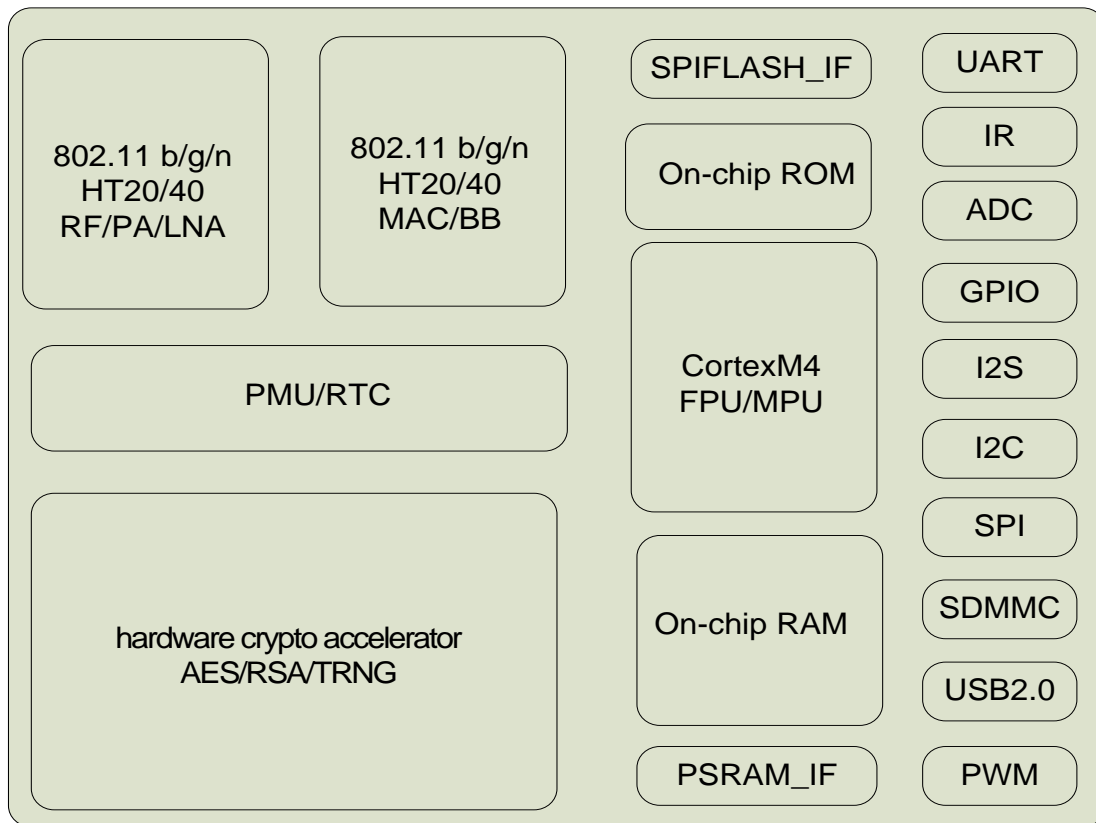 802.11 b/g/n
HT20/40
RF/PA/LNA
802.11 b/g/n
HT20/40
MAC/BB
PMU/RTC
hardware crypto accelerator
AES/RSA/TRNG
SPIFLASH_IF
On-chip ROM
CortexM4
FPU/MPU
On-chip RAM
PSRAM_IF
UART
IR
ADC
GPIO
I2S
I2C
SPI
SDMMC
USB2.0
PWM